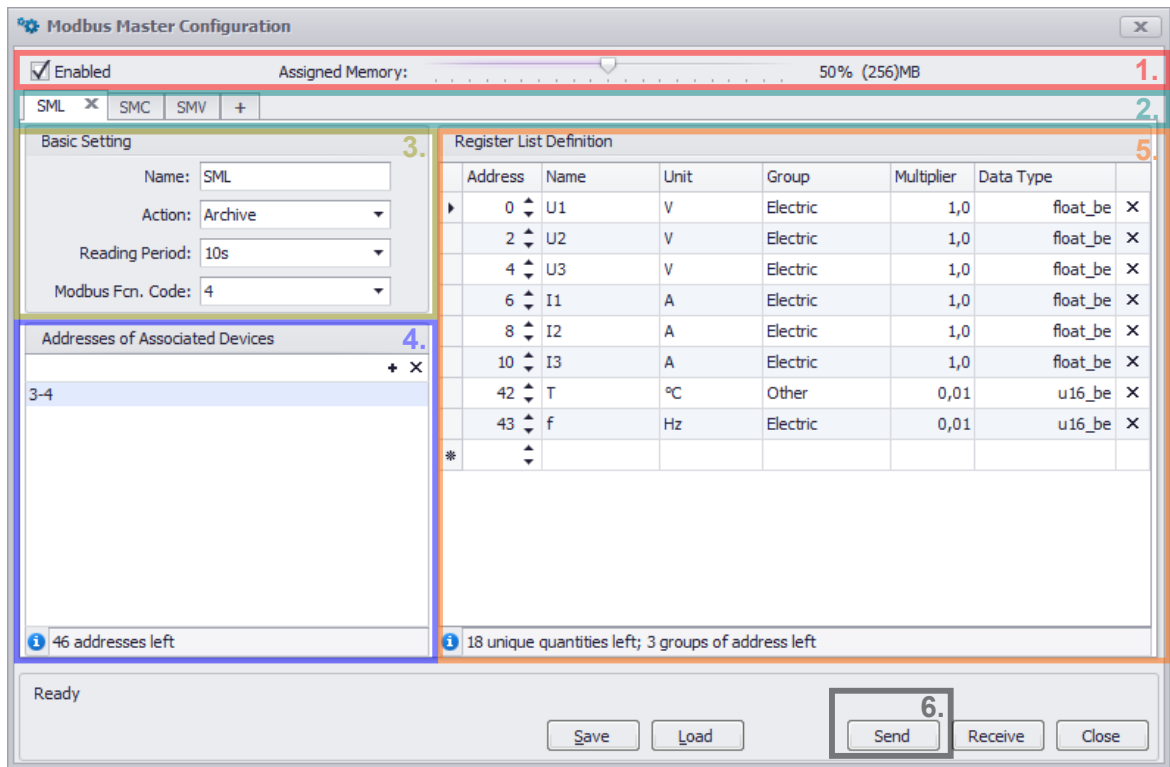 Modbus Master Configuration
Enabled Assigned Memory: 50% (256)MB 1.
SML SMC SMV + 2.
Basic Setting 3.
Name: SML
Action: Archive
Reading Period: 10s
Modbus Fcn. Code: 4
Addresses of Associated Devices 4.
3-4
46 addresses left
Register List Definition 5.
Address Name Unit Group Multiplier Data Type
0 U1 V Electric 1,0 float_be
2 U2 V Electric 1,0 float_be
4 U3 V Electric 1,0 float_be
6 I1 A Electric 1,0 float_be
8 I2 A Electric 1,0 float_be
10 I3 A Electric 1,0 float_be
42 T ºC Other 0,01 u16_be
43 f Hz Electric 0,01 u16_be
18 unique quantities left; 3 groups of address left
Ready
6.
Save Load Send Receive Close